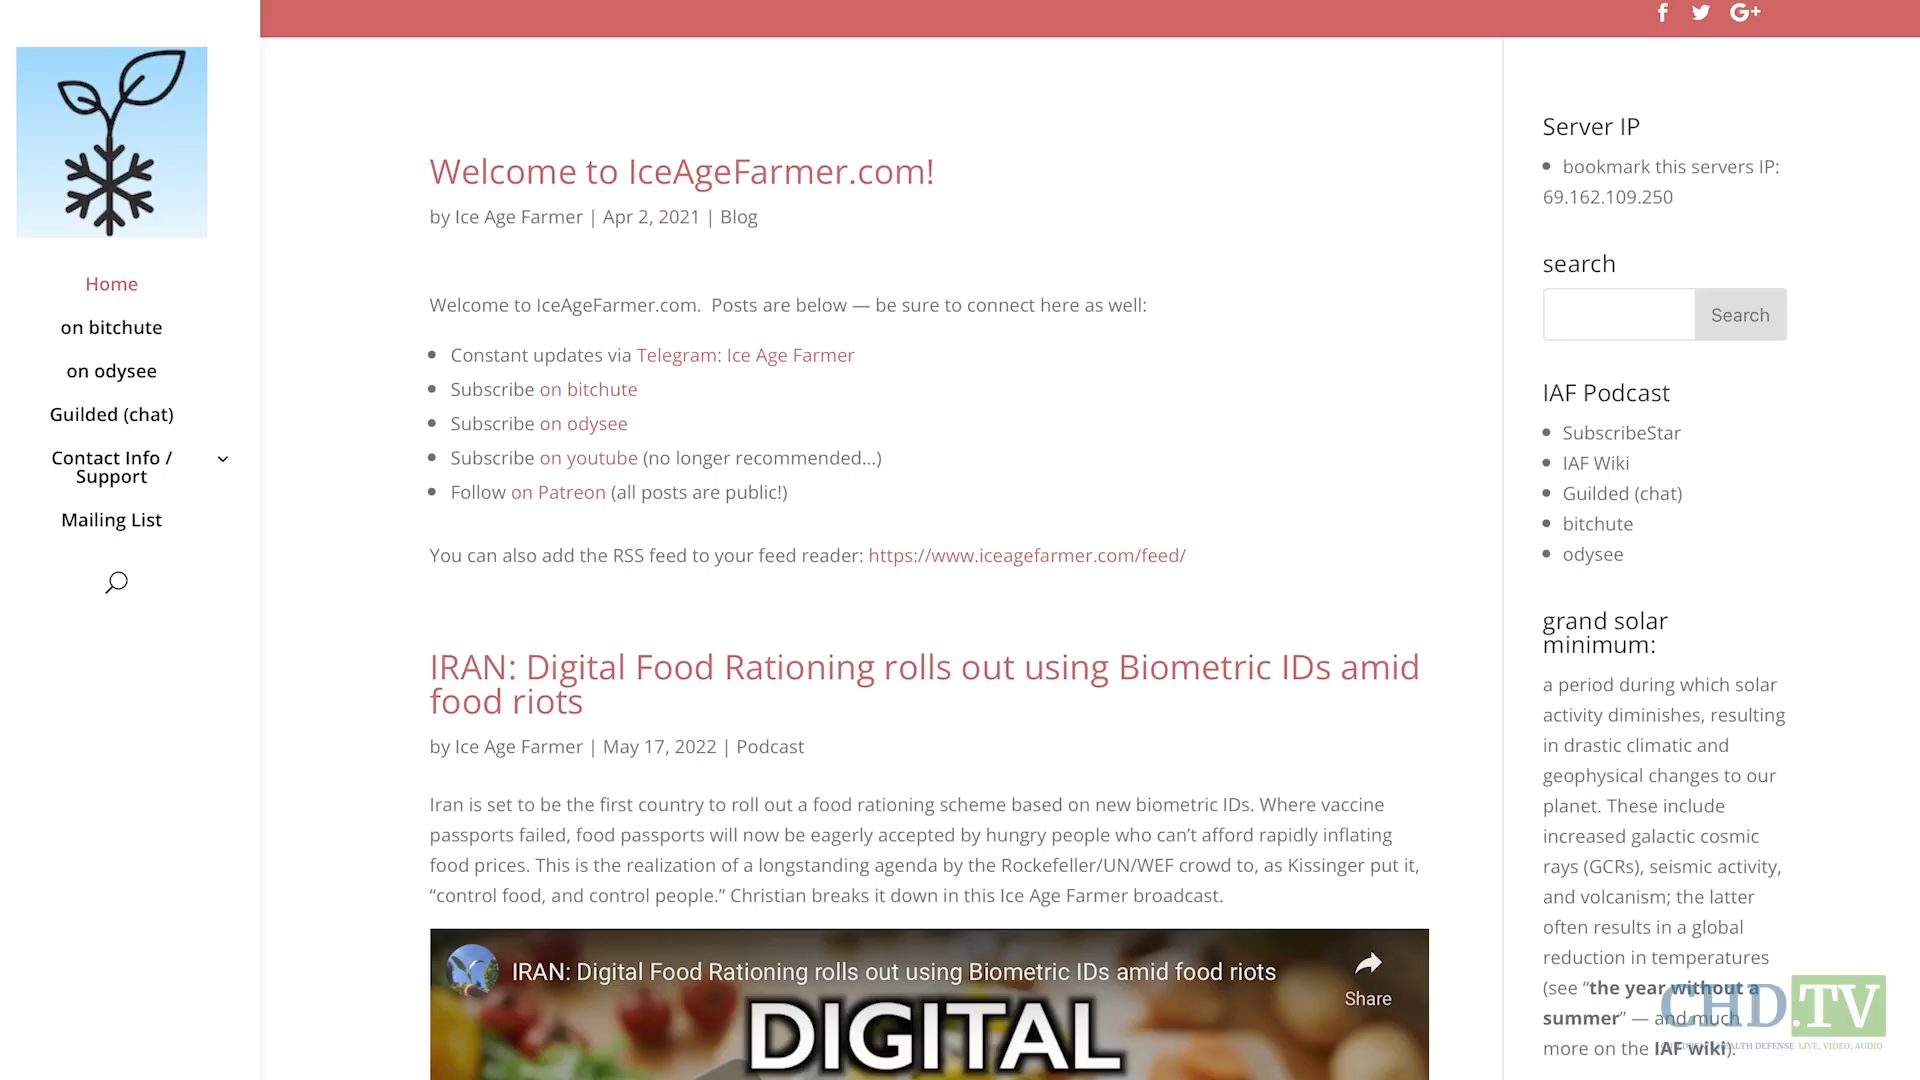 Home
on bitchute
on odysee
Guilded (chat)
Contact Info /
Support
Mailing List
Welcome to IceAgeFarmer.com!
by Ice Age Farmer | Apr 2, 2021 | Blog
Welcome to IceAgeFarmer.com. Posts are below — be sure to connect here as well:
Constant updates via Telegram: Ice Age Farmer
Subscribe on bitchute
Subscribe on odysee
Subscribe on youtube (no longer recommended...)
Follow on Patreon (all posts are public!)
You can also add the RSS feed to your feed reader: https://www.iceagefarmer.com/feed/
IRAN: Digital Food Rationing rolls out using Biometric IDs amid
food riots
by Ice Age Farmer | May 17, 2022 | Podcast
Iran is set to be the first country to roll out a food rationing scheme based on new biometric IDs. Where vaccine
passports failed, food passports will now be eagerly accepted by hungry people who can't afford rapidly inflating
food prices. This is the realization of a longstanding agenda by the Rockefeller/UN/WEF crowd to, as Kissinger put it,
“control food, and control people.” Christian breaks it down in this Ice Age Farmer broadcast.
IRAN: Digital Food Rationing rolls out using Biometric IDs amid food riots
Share
DIGITAL
G+
Server IP
bookmark this servers IP:
69.162.109.250
search
Search
IAF Podcast
SubscribeStar
IAF Wiki
Guilded (chat)
bitchute
odysee
grand solar
minimum:
a period during which solar
activity diminishes, resulting
in drastic climatic and
geophysical changes to our
planet. These include
increased galactic cosmic
rays (GCRs), seismic activity,
and volcanism; the latter
often results in a global
reduction in temperatures
(see “the year without a
summer” — and much
more on the IAF wiki).
CHD.TV
CHILDREN'S HEALTH DEFENSE LIVE, VIDEO, AUDIO